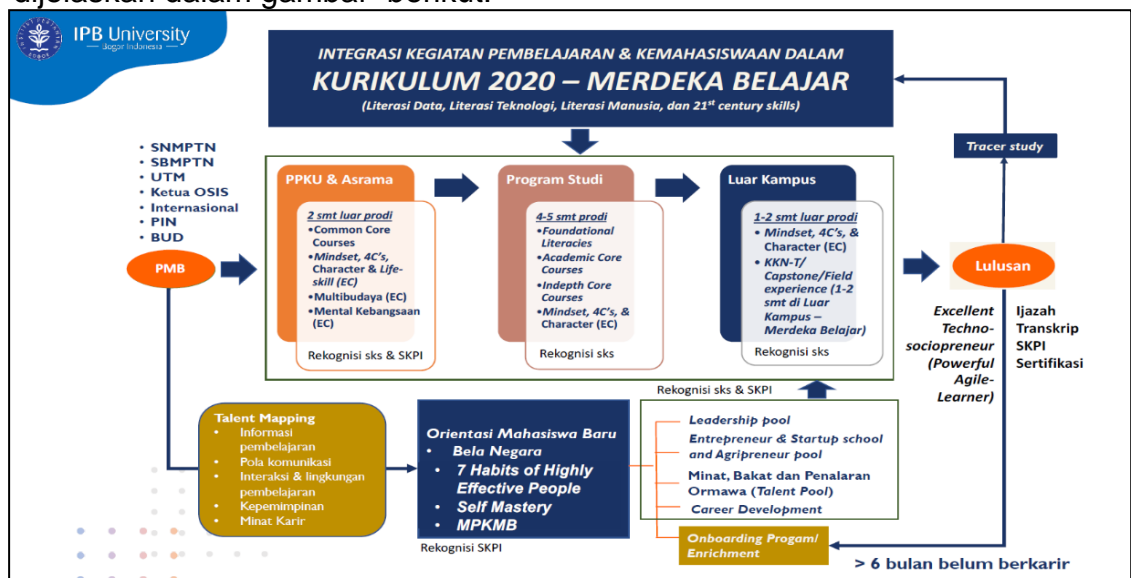 dijelaskan dalam gambar berikut.
IPB University
Bogor Indonesia
INTEGRASI KEGIATAN PEMBELAJARAN & KEMAHASISWAAN DALAM
KURIKULUM 2020 – MERDEKA BELAJAR
(Literasi Data, Literasi Teknologi, Literasi Manusia, dan 21st century skills)
• SNMPTN
• SBMPTN
• UTM
• Ketua OSIS
• Internasional
• PIN
• BUD
PMB
PPKU & Asrama
2 smt luar prodi
•Common Core
Courses
•Mindset, 4C's,
Character & Life-
skill (EC)
•Multibudaya (EC)
•Mental Kebangsaan
(EC)
Rekognisi sks & SKPI
Program Studi
4-5 smt prodi
•Foundational
Literacies
•Academic Core
Courses
•Indepth Core
Courses
•Mindset, 4C's, &
Character (EC)
Rekognisi sks
Luar Kampus
1-2 smt luar prodi
• Mindset, 4C's, &
Character (EC)
• KKN-T/
Capstone/Field
experience (1-2
smt di Luar
Kampus –
Merdeka Belajar)
Rekognisi sks
Tracer study
Lulusan
Excellent
Techno-
sociopreneur
(Powerful
Agile-
Learner)
Ijazah
Transkrip
SKPI
Sertifikasi
Talent Mapping
• Informasi
pembelajaran
• Pola komunikasi
• Interaksi & lingkungan
pembelajaran
• Kepemimpinan
• Minat Karir
Orientasi Mahasiswa Baru
• Bela Negara
• 7 Habits of Highly
Effective People
• Self Mastery
• MPKMB
Rekognisi SKPI
Rekognisi sks & SKPI
Leadership pool
Entrepreneur & Startup school
and Agripreneur pool
Minat, Bakat dan Penalaran
Ormawa (Talent Pool)
Career Development
Onboarding Progam/
Enrichment
> 6 bulan belum berkarir